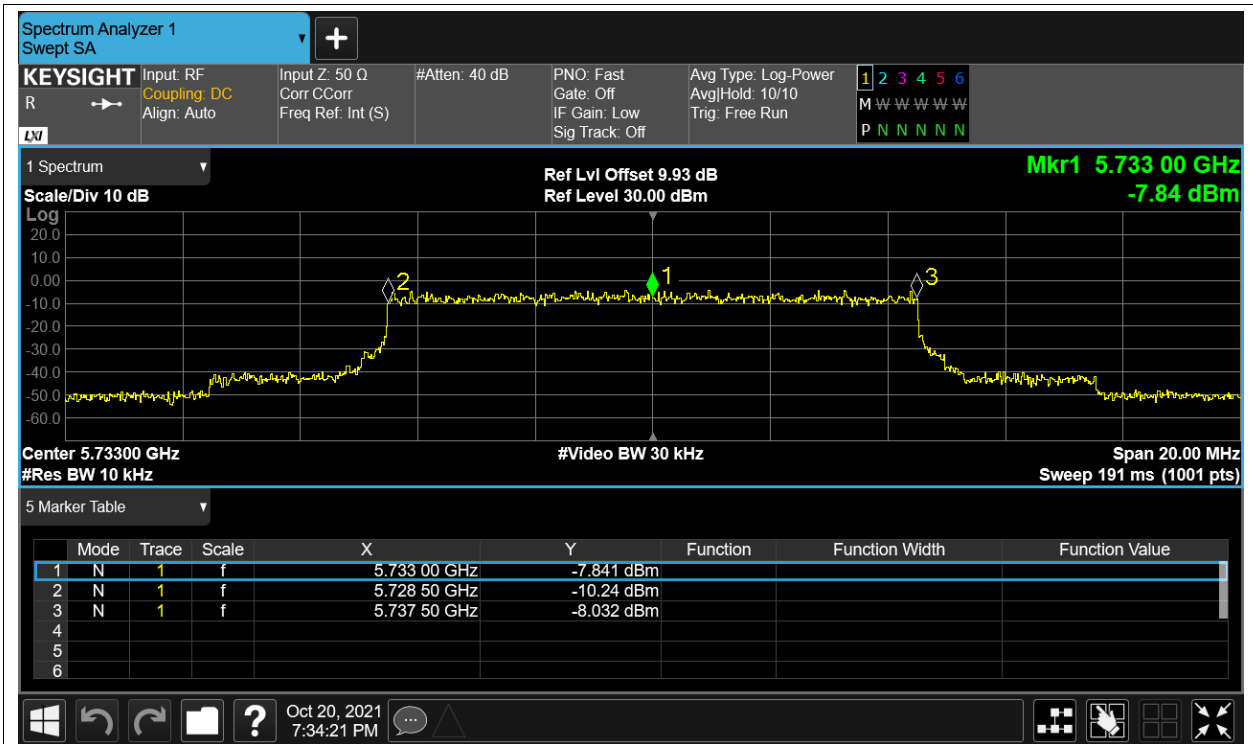 Spectrum Analyzer 1
Swept SA
KEYSIGHT
R
LXI
Input: RF
Coupling: DC
Align: Auto
Input Z: 50 Ω
Corr CCorr
Freq Ref: Int (S)
#Atten: 40 dB
PNO: Fast
Gate: Off
IF Gain: Low
Sig Track: Off
Avg Type: Log-Power
Avg|Hold: 10/10
Trig: Free Run
1 2 3 4 5 6
M W W W W W
P N N N N N
1 Spectrum
Scale/Div 10 dB
Ref Lvl Offset 9.93 dB
Ref Level 30.00 dBm
Mkr1 5.733 00 GHz
-7.84 dBm
Log
20.0
10.0
0.00
-10.0
-20.0
-30.0
-40.0
-50.0
-60.0
2
1
3
Center 5.73300 GHz
#Video BW 30 kHz
Span 20.00 MHz
#Res BW 10 kHz
Sweep 191 ms (1001 pts)
5 Marker Table
Mode Trace Scale X Y Function Function Width Function Value
1 N 1 f 5.733 00 GHz -7.841 dBm
2 N 1 f 5.728 50 GHz -10.24 dBm
3 N 1 f 5.737 50 GHz -8.032 dBm
4
5
6
?
Oct 20, 2021
7:34:21 PM